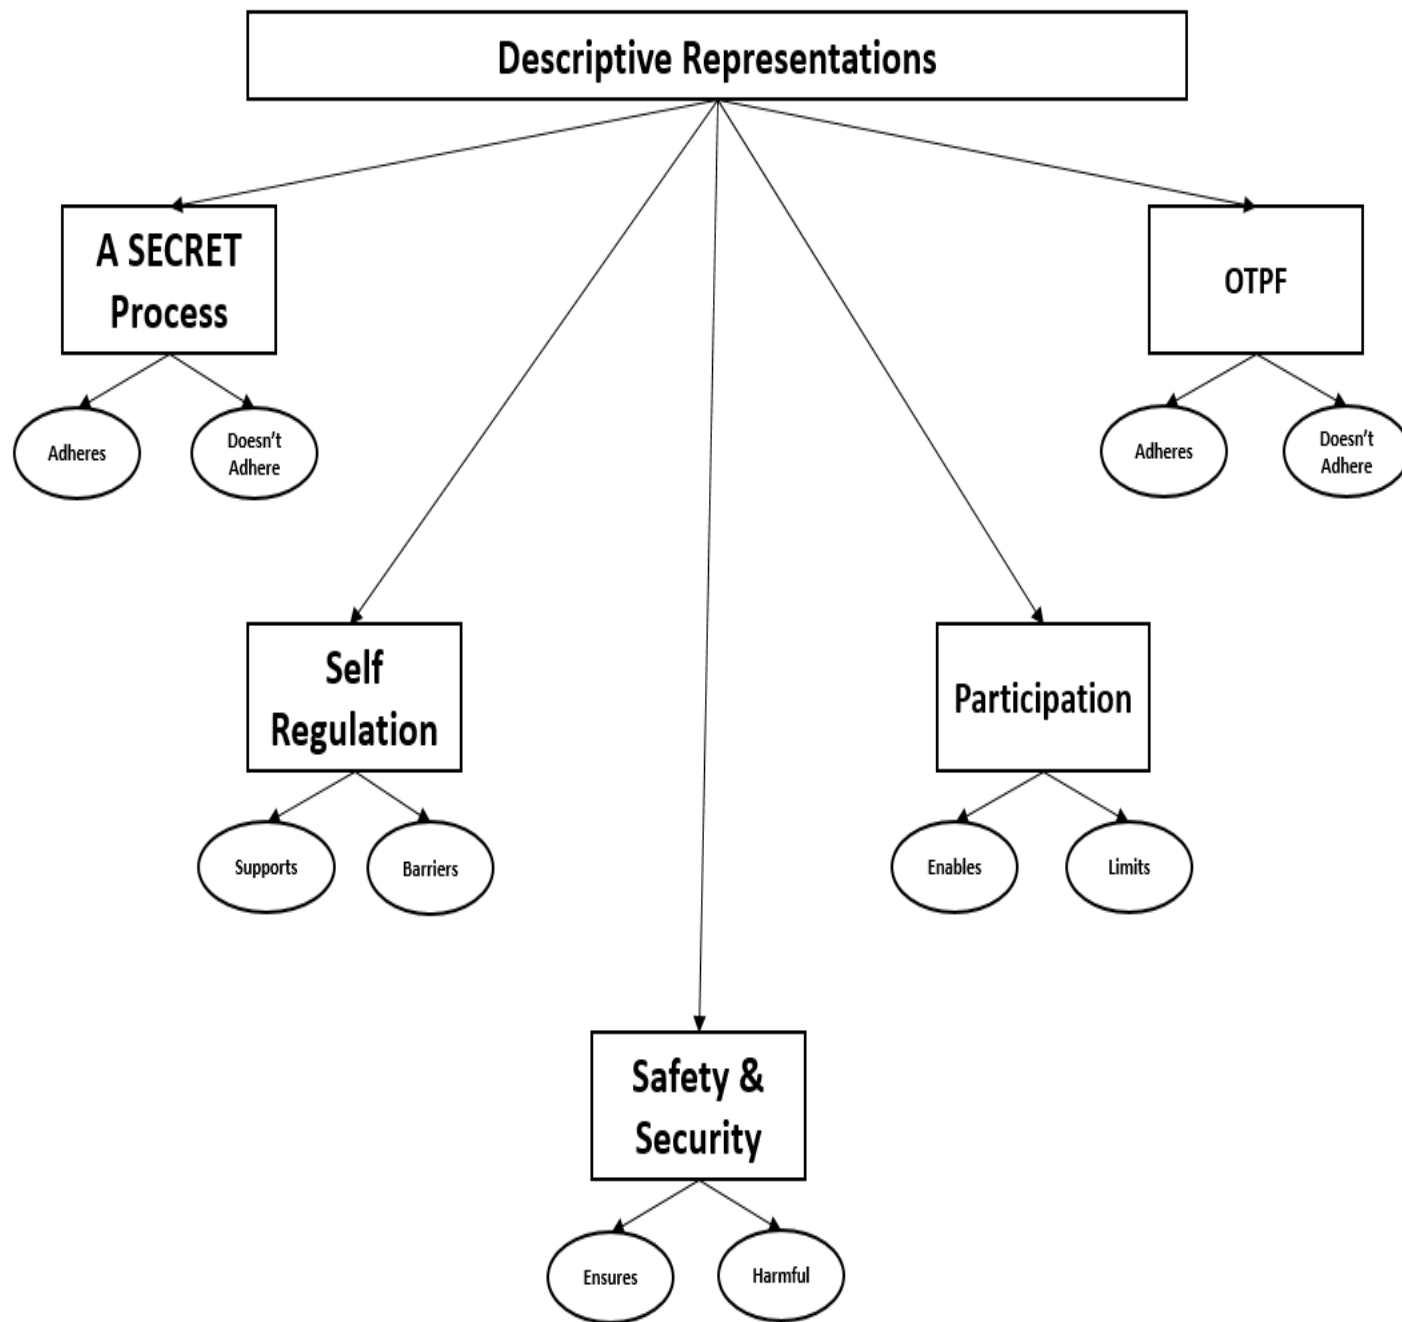 Descriptive Representations
A SECRET
Process
OTPF
Adheres
Doesn't
Adhere
Adheres
Doesn't
Adhere
Self
Regulation
Participation
Supports
Barriers
Enables
Limits
Safety &
Security
Ensures
Harmful